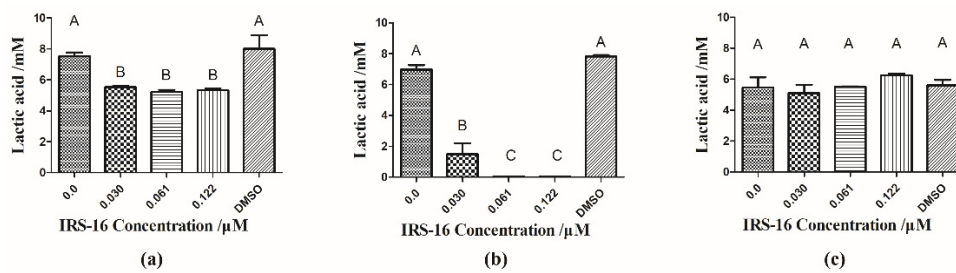 A A
B B B
Lactic acid /mM
10
8
6
4
2
0
0.0 0.030 0.061 0.122 DMSO
IRS-16 Concentration /µM
(a)
A A
B
C C
Lactic acid /mM
10
8
6
4
2
0
0.0 0.030 0.061 0.122 DMSO
IRS-16 Concentration /µM
(b)
A A A A A
Lactic acid /mM
10
8
6
4
2
0
0.0 0.030 0.061 0.122 DMSO
IRS-16 Concentration /µM
(c)